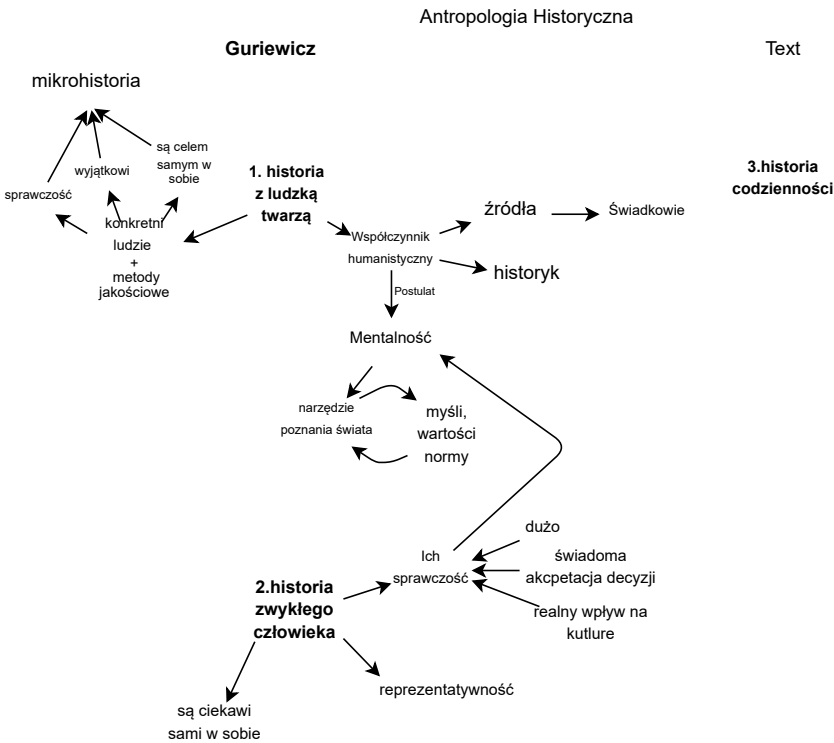 Antropologia Historyczna
Guriewicz
Text
mikrohistoria
są celem
samym w
sobie
wyjątkowi
sprawczość
1. historia
z ludzką
twarzą
3.historia
codzienności
konkretni
ludzie
+
metody
jakościowe
Współczynnik
humanistyczny
źródła
Świadkowie
historyk
Postulat
Mentalność
narzędzie
poznania świata
myśli,
wartości
normy
Ich
sprawczość
dużo
świadoma
akcpetacja decyzji
realny wpływ na
kutlure
2.historia
zwykłego
człowieka
reprezentatywność
są ciekawi
sami w sobie